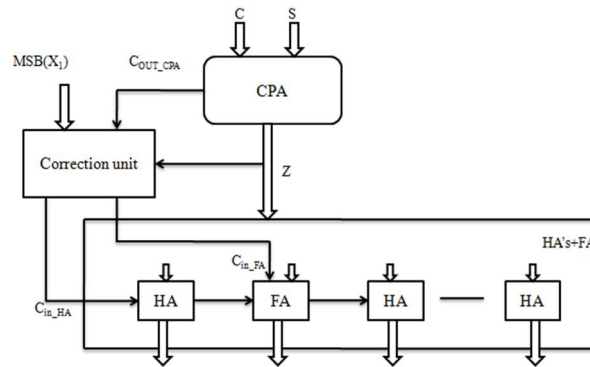 C S
MSB(X1)
COUT_CPA
CPA
Correction unit
Z
HA's+FA
Cin_FA
HA FA HA HA
Cin_HA